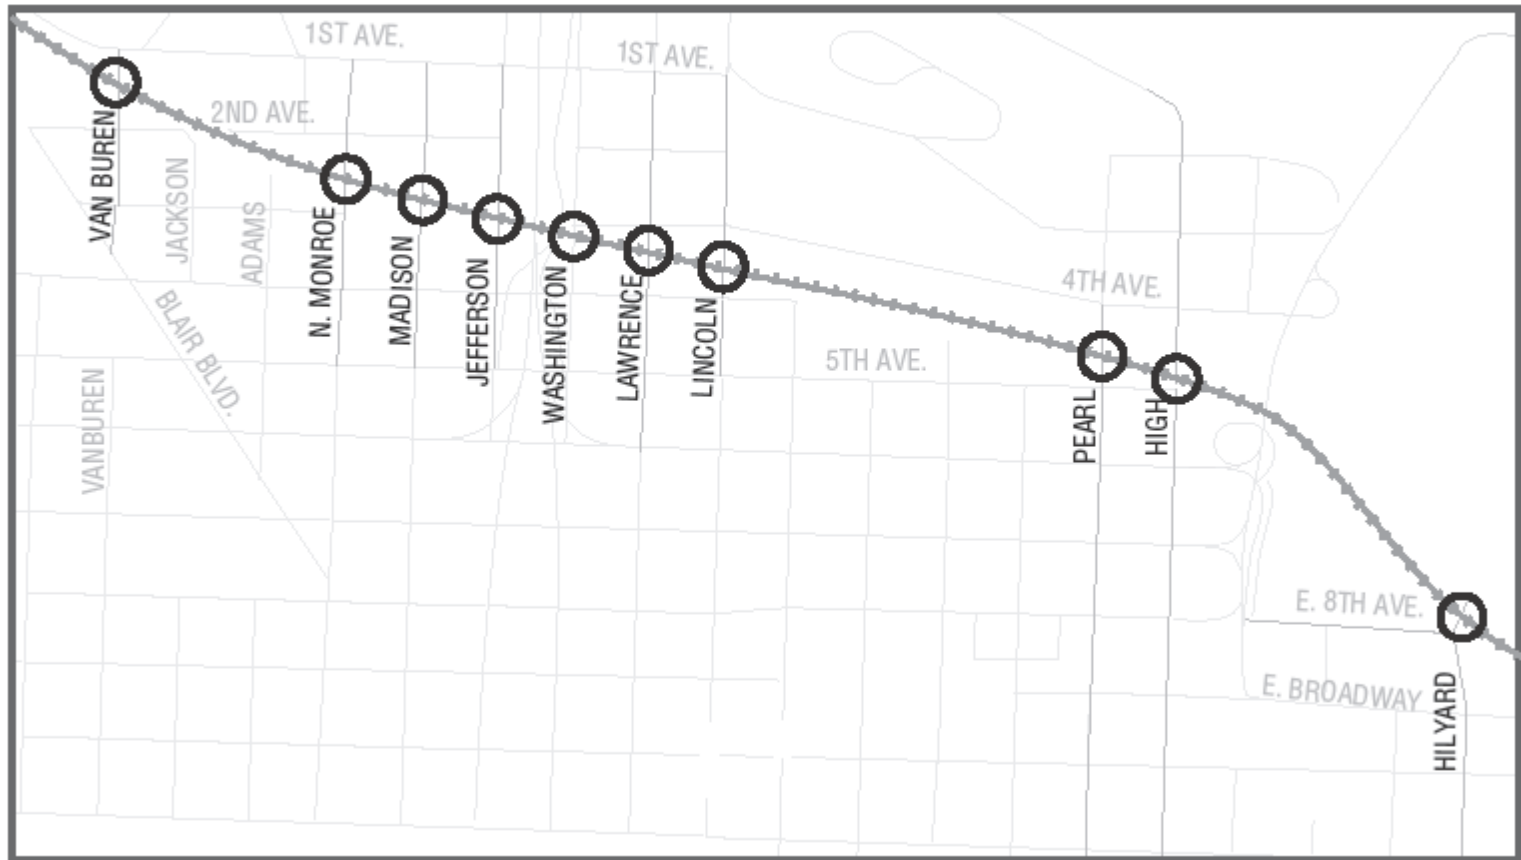 1ST AVE.
1ST AVE.
2ND AVE.
VAN BUREN
JACKSON
ADAMS
N. MONROE
MADISON
JEFFERSON
WASHINGTON
LAWRENCE
LINCOLN
4TH AVE.
BLAIR BLVD.
5TH AVE.
VANBUREN
PEARL
HIGH
E. 8TH AVE.
E. BROADWAY
HILYARD